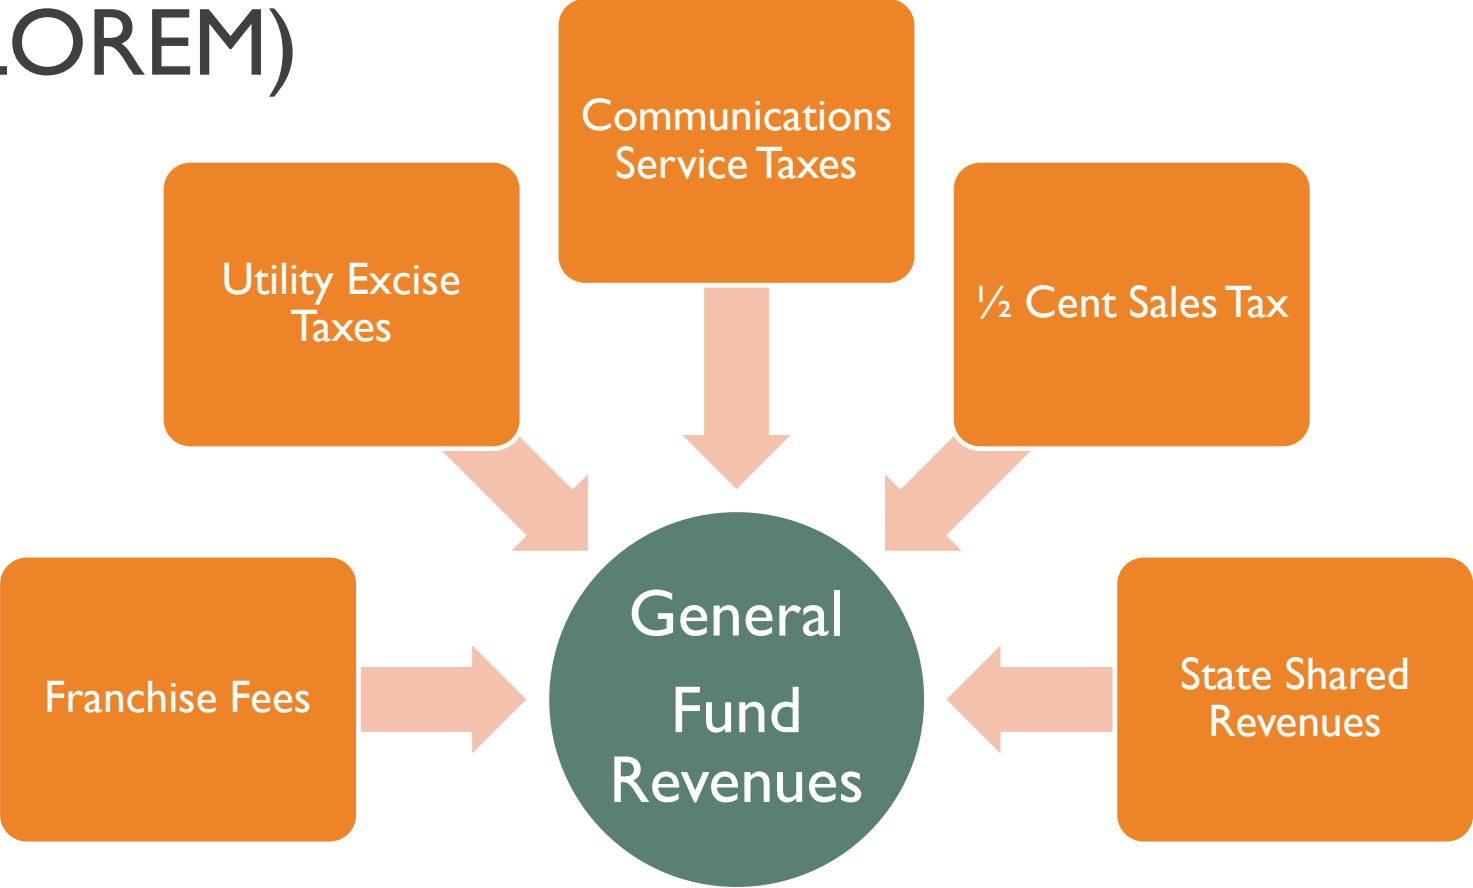 LOREM)
Communications
Service Taxes
Utility Excise
Taxes
½ Cent Sales Tax
Franchise Fees
General
Fund
Revenues
State Shared
Revenues